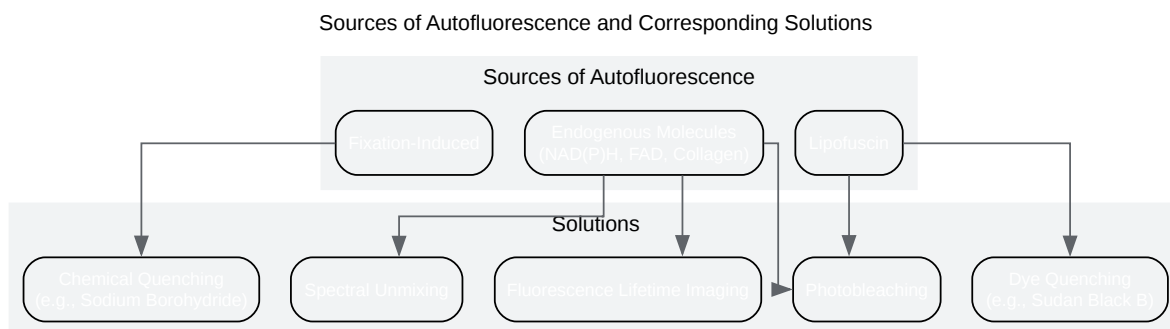 Sources of Autofluorescence and Corresponding Solutions
Sources of Autofluorescence
Fixation-Induced
Endogenous Molecules
(NAD(P)H, FAD, Collagen)
Lipofuscin
Solutions
Chemical Quenching
(e.g., Sodium Borohydride)
Spectral Unmixing
Fluorescence Lifetime Imaging
Photobleaching
Dye Quenching
(e.g., Sudan Black B)